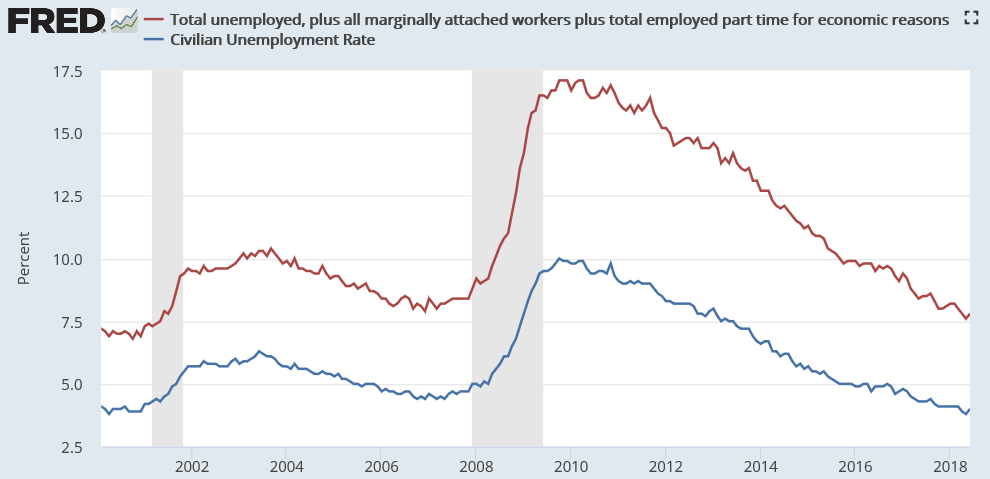 FRED
Total unemployed, plus all marginally attached workers plus total employed part time for economic reasons
Civilian Unemployment Rate
17.5
15.0
12.5
10.0
7.5
5.0
2.5
Percent
2002 2004 2006 2008 2010 2012 2014 2016 2018